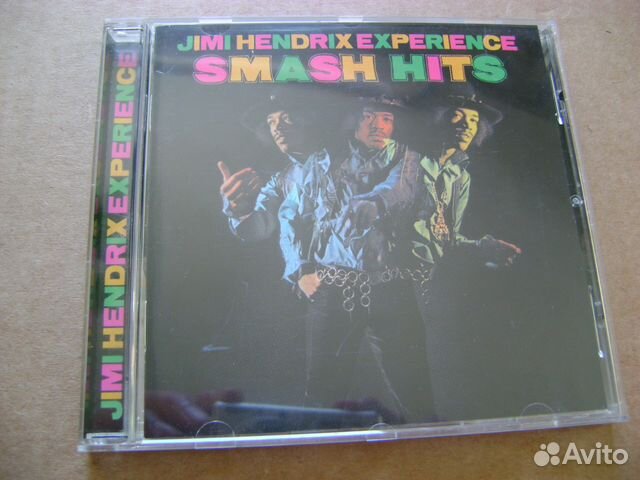 JIMI HENDRIX EXPERIENCE
SMASH HITS
JIMI HENDRIX EXPERIENCE
Avito